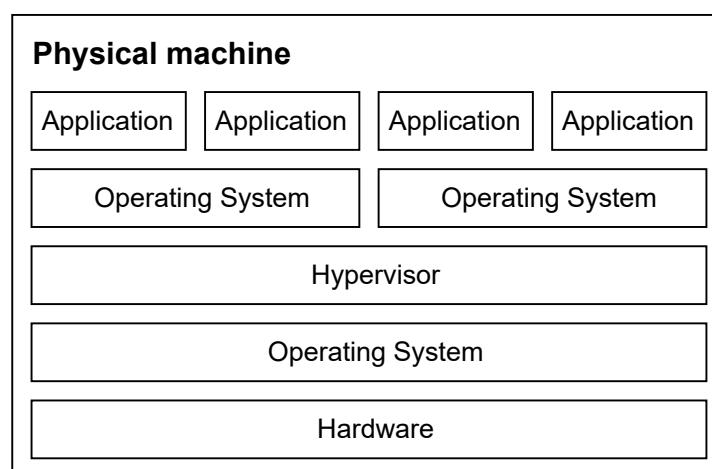 Physical machine
Application Application Application Application
Operating System Operating System
Hypervisor
Operating System
Hardware